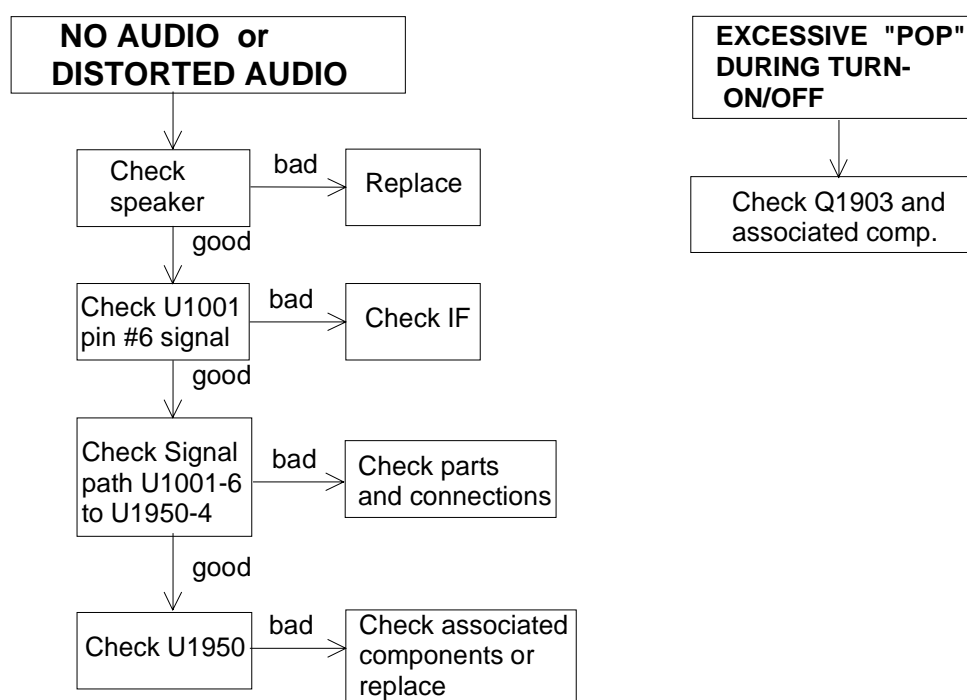 NO AUDIO or
DISTORTED AUDIO
Check
speaker
bad
Replace
good
Check U1001
pin #6 signal
bad
Check IF
good
Check Signal
path U1001-6
to U1950-4
bad
Check parts
and connections
good
Check U1950
bad
Check associated
components or
replace
EXCESSIVE "POP"
DURING TURN-
ON/OFF
Check Q1903 and
associated comp.